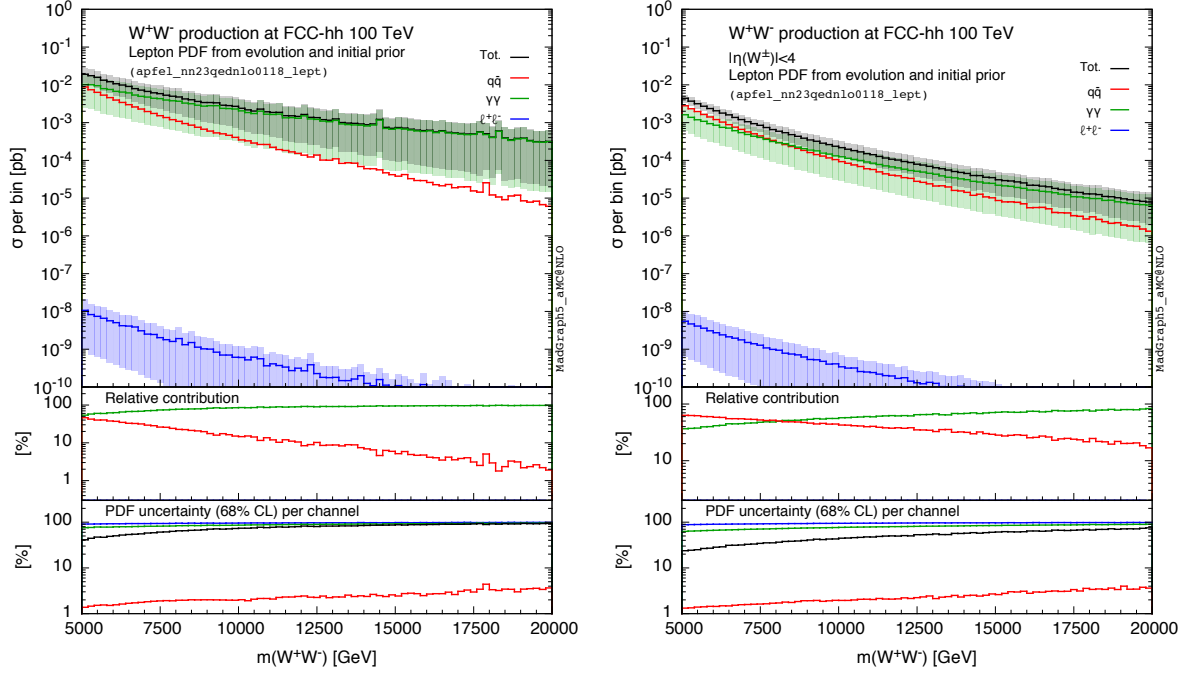 W⁺W⁻ production at FCC-hh 100 TeV
Lepton PDF from evolution and initial prior
(apfel_nn23qednlo0118_lept)
Tot.
qq̄
γγ
ℓ⁺ℓ⁻
σ per bin [pb]
10⁰
10⁻¹
10⁻²
10⁻³
10⁻⁴
10⁻⁵
10⁻⁶
10⁻⁷
10⁻⁸
10⁻⁹
10⁻¹⁰
MadGraph5_aMC@NLO
Relative contribution
[%]
100
10
1
PDF uncertainty (68% CL) per channel
[%]
100
10
1
5000 7500 10000 12500 15000 17500 20000
m(W⁺W⁻) [GeV]
W⁺W⁻ production at FCC-hh 100 TeV
|η(W±)|<4
Lepton PDF from evolution and initial prior
(apfel_nn23qednlo0118_lept)
Tot.
qq̄
γγ
ℓ⁺ℓ⁻
σ per bin [pb]
10⁰
10⁻¹
10⁻²
10⁻³
10⁻⁴
10⁻⁵
10⁻⁶
10⁻⁷
10⁻⁸
10⁻⁹
10⁻¹⁰
MadGraph5_aMC@NLO
Relative contribution
[%]
100
10
PDF uncertainty (68% CL) per channel
[%]
100
10
1
5000 7500 10000 12500 15000 17500 20000
m(W⁺W⁻) [GeV]